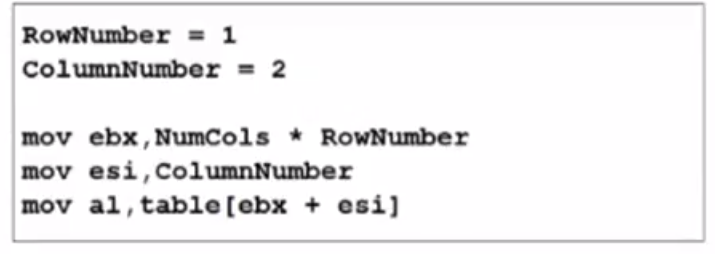 RowNumber = 1
ColumnNumber = 2
mov ebx,NumCols * RowNumber
mov esi,ColumnNumber
mov al,table[ebx + esi]